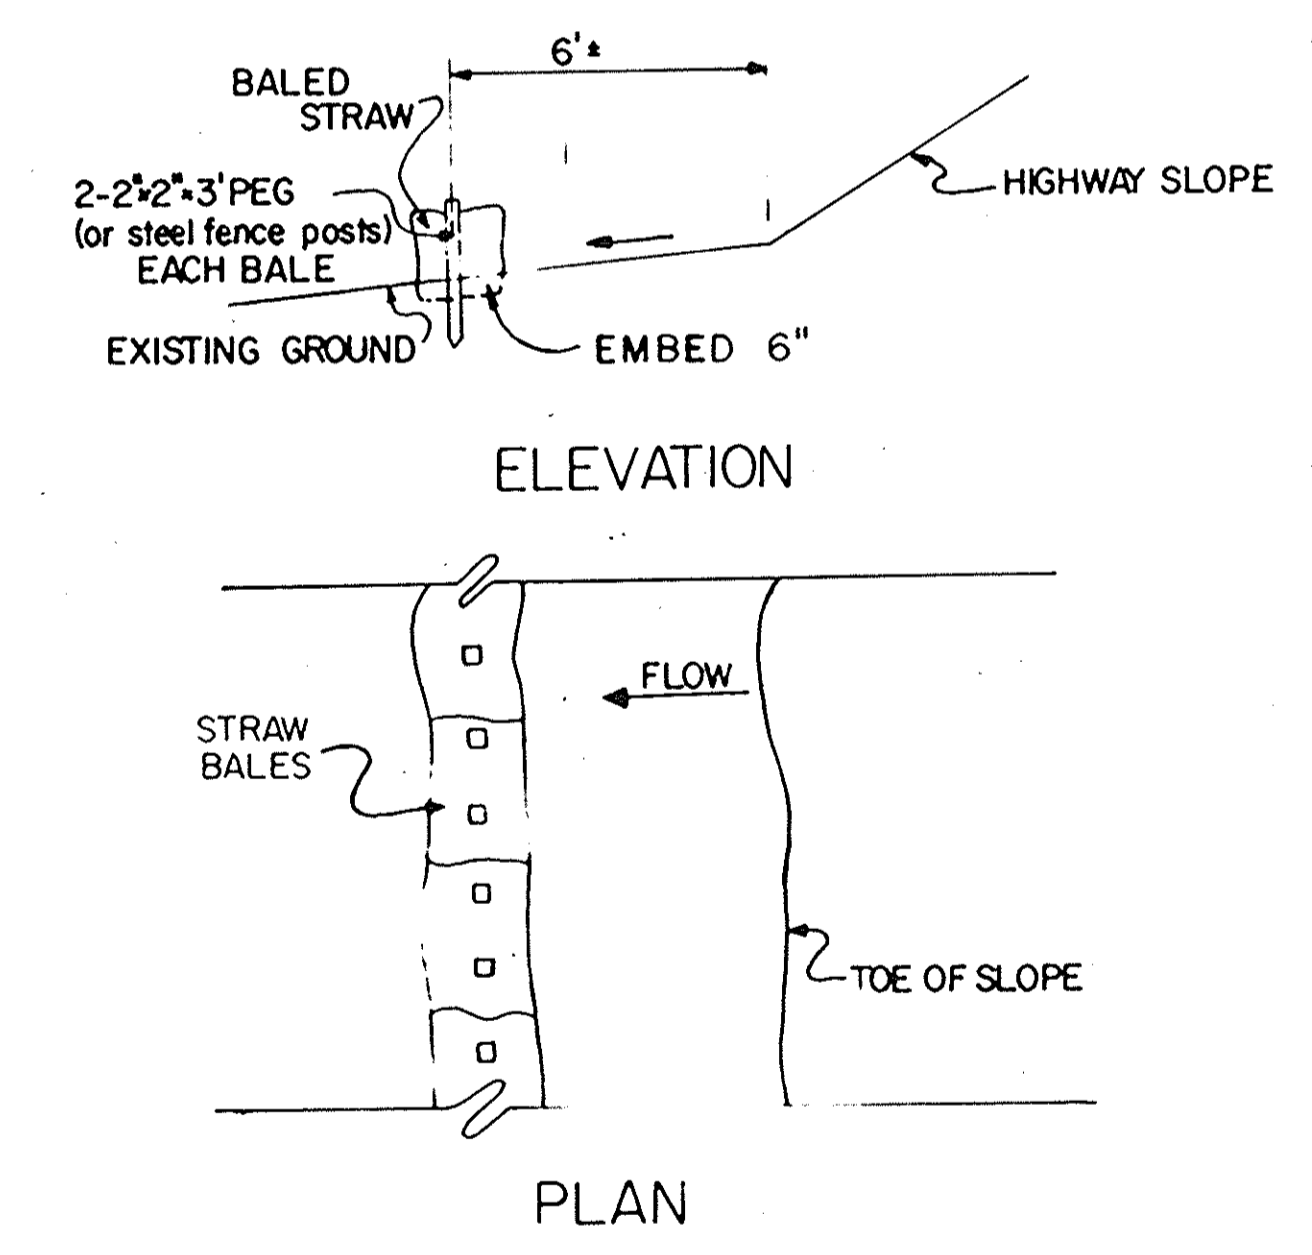 6'±
BALED
STRAW
2-2"x2"x3' PEG
(or steel fence posts)
EACH BALE
HIGHWAY SLOPE
EXISTING GROUND
EMBED 6"
ELEVATION
FLOW
STRAW
BALES
TOE OF SLOPE
PLAN